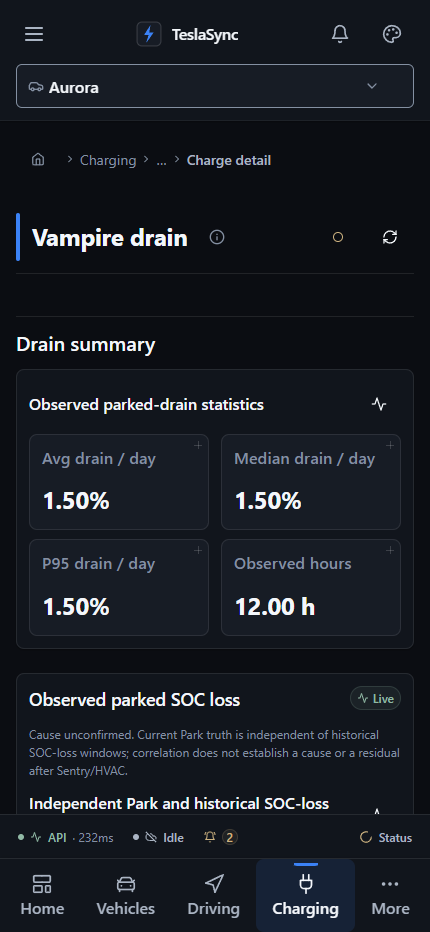 TeslaSync
Aurora
Charging ... Charge detail
Vampire drain
Drain summary
Observed parked-drain statistics
Avg drain / day
1.50%
Median drain / day
1.50%
P95 drain / day
1.50%
Observed hours
12.00 h
Observed parked SOC loss
Live
Cause unconfirmed. Current Park truth is independent of historical
SOC-loss windows; correlation does not establish a cause or a residual
after Sentry/HVAC.
Independent Park and historical SOC-loss
API · 232ms
Idle
2
Status
Home
Vehicles
Driving
Charging
More